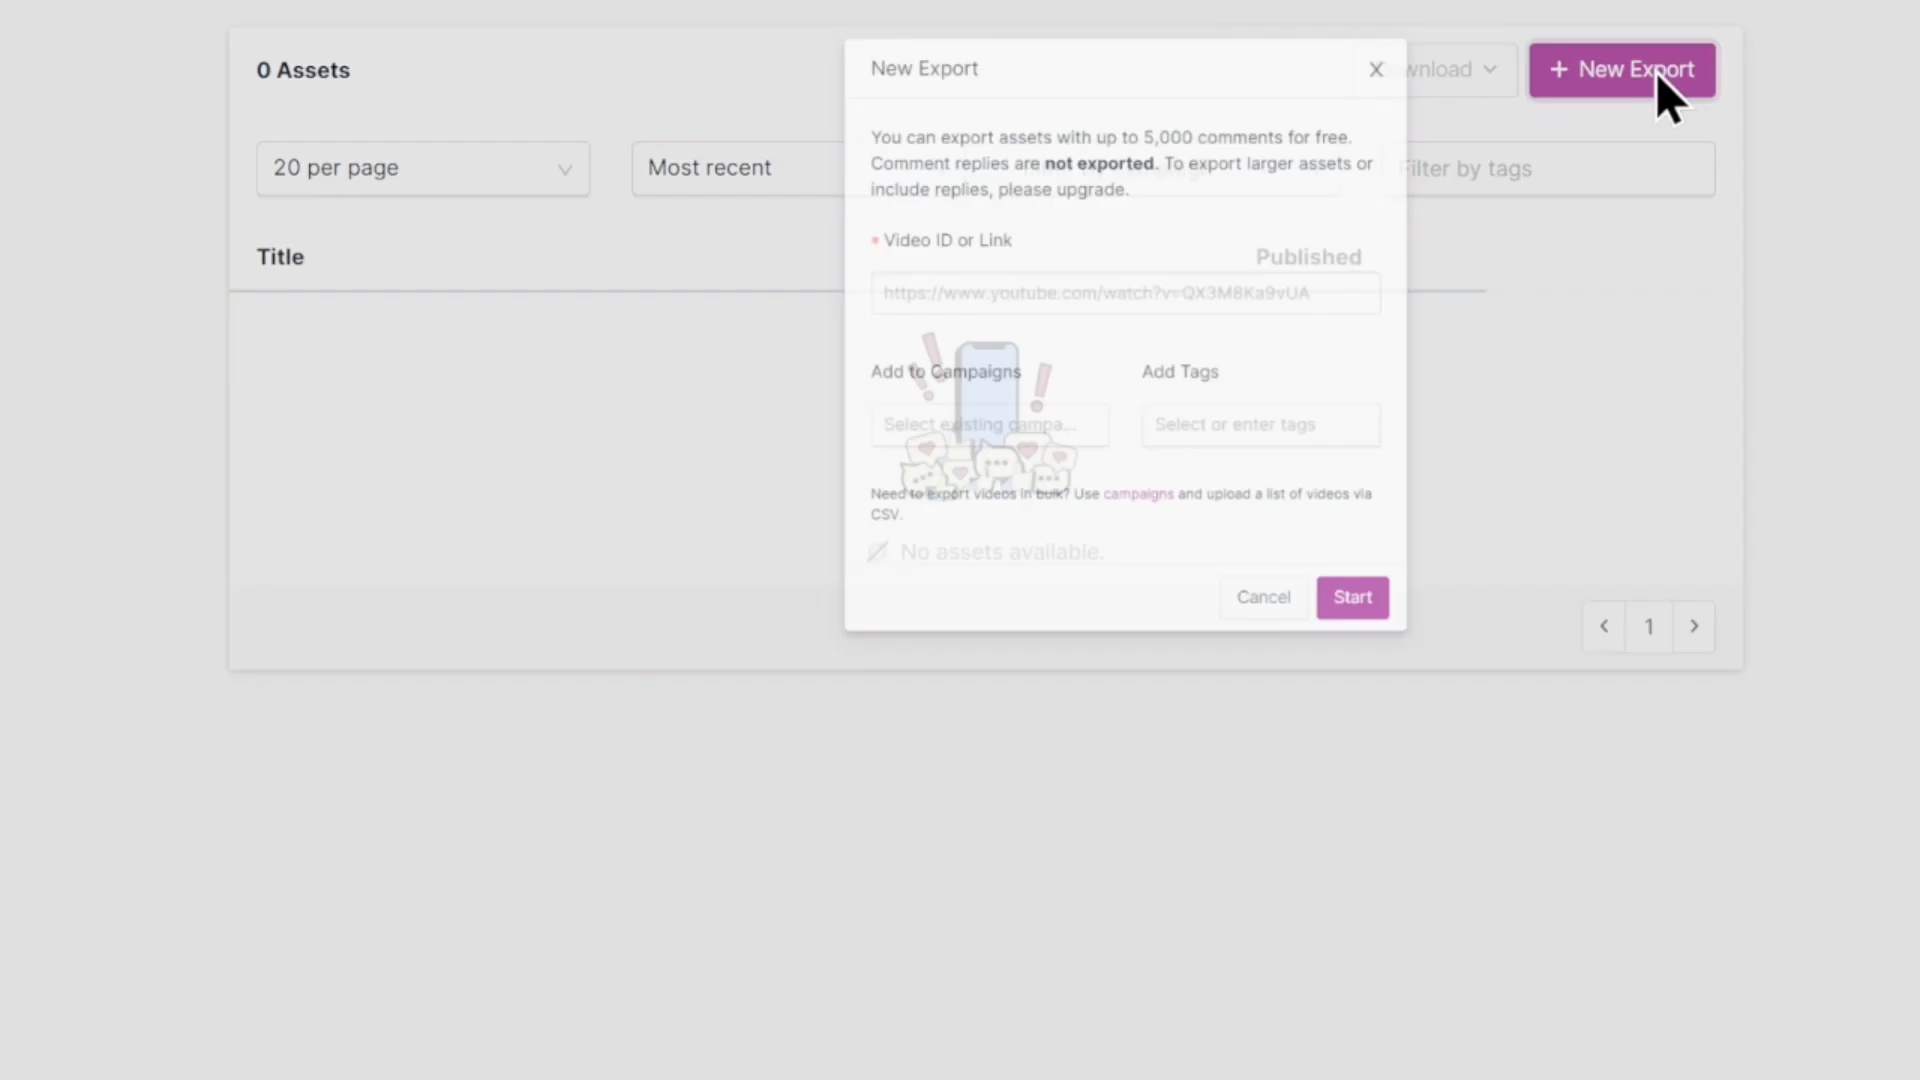 0 Assets
New Export
X
wnload
+ New Export
You can export assets with up to 5,000 comments for free.
Comment replies are not exported. To export larger assets or
include replies, please upgrade.
20 per page
Most recent
Filter by tags
* Video ID or Link
Title
Published
https://www.youtube.com/watch?v=QX3M8Ka9vUA
Add to Campaigns
Add Tags
Select existing campa...
Select or enter tags
Need to export videos in bulk? Use campaigns and upload a list of videos via
CSV.
No assets available.
Cancel
Start
< 1 >